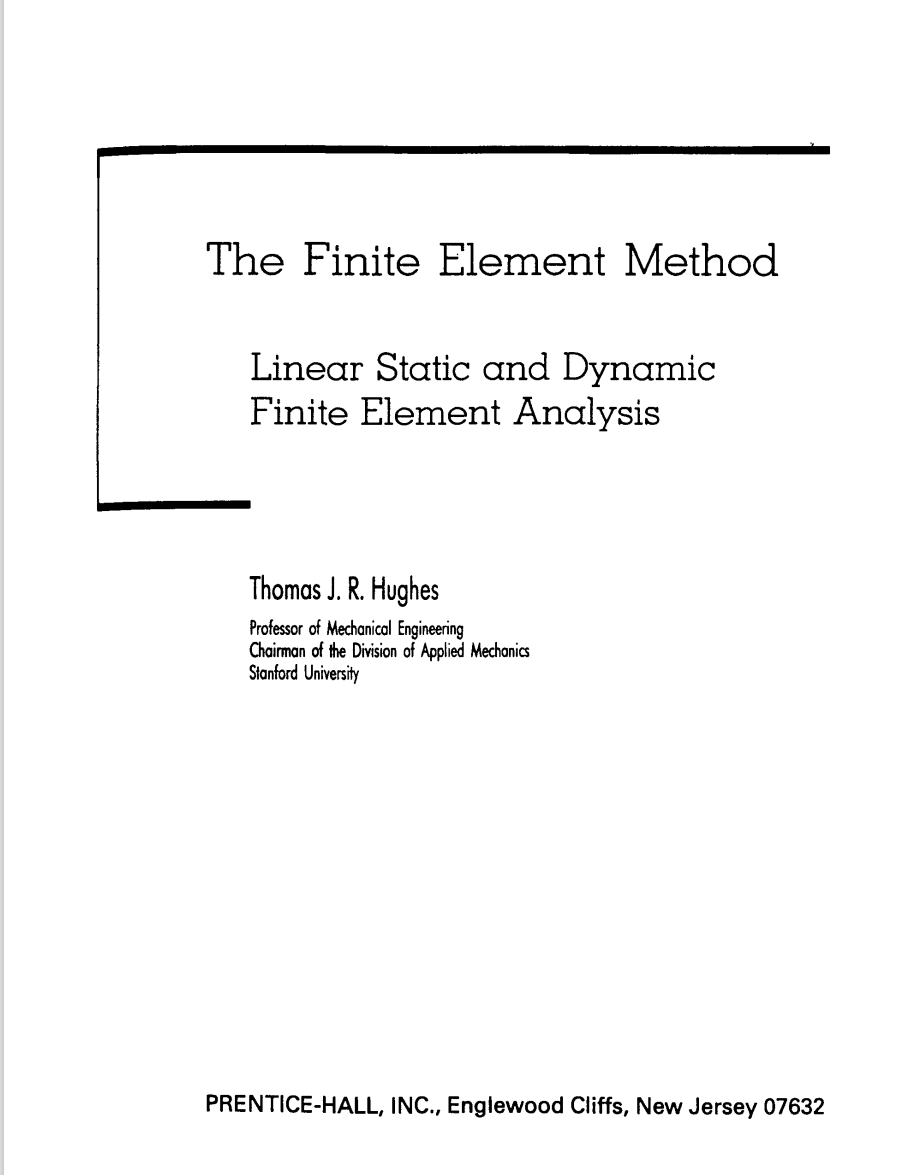 The Finite Element Method
Linear Static and Dynamic
Finite Element Analysis
Thomas J. R. Hughes
Professor of Mechanical Engineering
Chairman of the Division of Applied Mechanics
Stanford University
PRENTICE-HALL, INC., Englewood Cliffs, New Jersey 07632